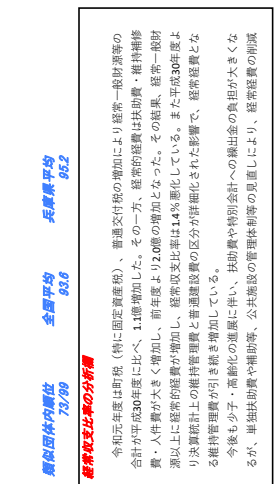 類似団体内順位 全国平均 兵庫県平均
73/99 93.6 95.2
経常収支比率の分析欄
令和元年度は町税（特に固定資産税）、普通交付税の増加により経常一般財源等の
合計が平成30年度に比べ、1.1億増加した。その一方、経常的経費は扶助費・維持補修
費・人件費が大きく増加し、前年度より2.0億の増加となった。その結果、経常一般財
源以上に経常的経費が増加し、経常収支比率は1.4％悪化している。また平成30年度よ
り決算統計上の維持管理費と普通建設費の区分が詳細化された影響で、経常経費とな
る維持管理費が引き続き増加している。
今後も少子・高齢化の進展に伴い、扶助費や特別会計への繰出金の負担が大きくな
るが、単独扶助費や補助等、公共施設の管理体制等の見直しにより、経常経費の削減